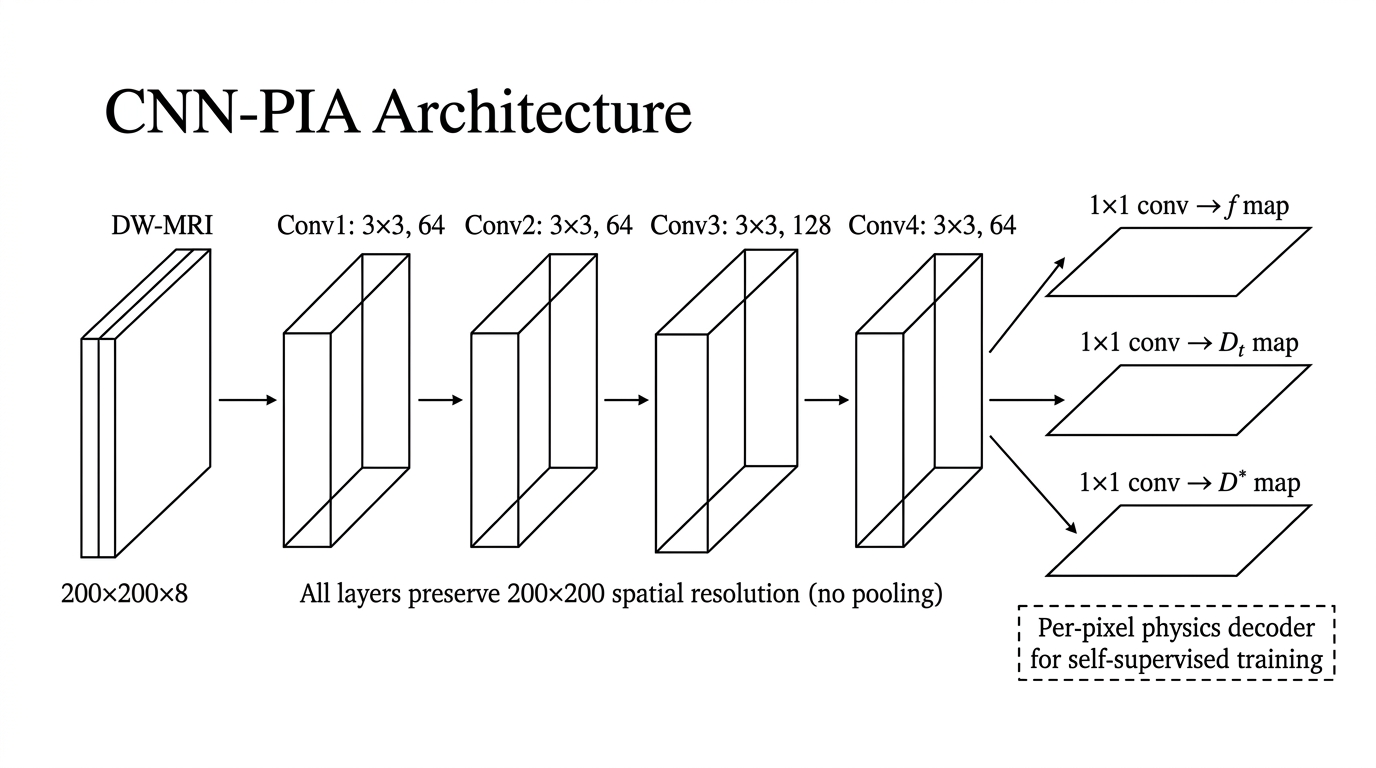 CNN-PIA Architecture
DW-MRI
Conv1: 3×3, 64
Conv2: 3×3, 64
Conv3: 3×3, 128
Conv4: 3×3, 64
1×1 conv → f map
1×1 conv → Dₜ map
1×1 conv → D* map
200×200×8
All layers preserve 200×200 spatial resolution (no pooling)
Per-pixel physics decoder
for self-supervised training